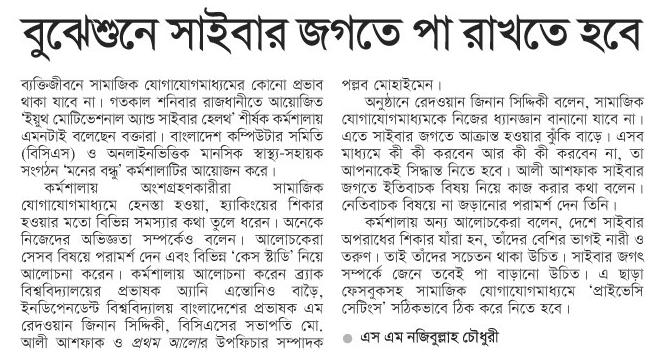 বুঝেশুনে সাইবার জগতে পা রাখতে হবে
ব্যক্তিজীবনে সামাজিক যোগাযোগমাধ্যমের কোনো প্রভাব
থাকা যাবে না। গতকাল শনিবার রাজধানীতে আয়োজিত
‘ইয়ুথ মোটিভেশনাল অ্যান্ড সাইবার হেলথ’ শীর্ষক কর্মশালায়
এমনটাই বলেছেন বক্তারা। বাংলাদেশ কম্পিউটার সমিতি
(বিসিএস) ও অনলাইনভিত্তিক মানসিক স্বাস্থ্য-সহায়ক
সংগঠন ‘মনের বন্ধু’ কর্মশালাটির আয়োজন করে।
কর্মশালায় অংশগ্রহণকারীরা সামাজিক
যোগাযোগমাধ্যমে হেনস্তা হওয়া, হ্যাকিংয়ের শিকার
হওয়ার মতো বিভিন্ন সমস্যার কথা তুলে ধরেন। অনেকে
নিজেদের অভিজ্ঞতা সম্পর্কেও বলেন। আলোচকেরা
সেসব বিষয়ে পরামর্শ দেন এবং বিভিন্ন ‘কেস স্টাডি’ নিয়ে
আলোচনা করেন। কর্মশালায় আলোচনা করেন ব্র্যাক
বিশ্ববিদ্যালয়ের প্রভাষক অ্যানি এন্তোনিও বাড়ৈ,
ইনডিপেনডেন্ট বিশ্ববিদ্যালয় বাংলাদেশের প্রভাষক এম
রেদওয়ান জিনান সিদ্দিকী, বিসিএসের সভাপতি মো.
আলী আশফাক ও প্রথম আলোর উপফিচার সম্পাদক
পল্লব মোহাইমেন।
অনুষ্ঠানে রেদওয়ান জিনান সিদ্দিকী বলেন, সামাজিক
যোগাযোগমাধ্যমকে নিজের ধ্যানজ্ঞান বানানো যাবে না।
এতে সাইবার জগতে আক্রান্ত হওয়ার ঝুঁকি বাড়ে। এসব
মাধ্যমে কী কী করবেন আর কী কী করবেন না, তা
আপনাকেই সিদ্ধান্ত নিতে হবে। আলী আশফাক সাইবার
জগতে ইতিবাচক বিষয় নিয়ে কাজ করার কথা বলেন।
নেতিবাচক বিষয়ে না জড়ানোর পরামর্শ দেন তিনি।
কর্মশালায় অন্য আলোচকেরা বলেন, দেশে সাইবার
অপরাধের শিকার যাঁরা হন, তাঁদের বেশির ভাগই নারী ও
তরুণ। তাই তাঁদের সচেতন থাকা উচিত। সাইবার জগৎ
সম্পর্কে জেনে তবেই পা বাড়ানো উচিত। এ ছাড়া
ফেসবুকসহ সামাজিক যোগাযোগমাধ্যমে ‘প্রাইভেসি
সেটিংস’ সঠিকভাবে ঠিক করে নিতে হবে।
● এস এম নজিবুল্লাহ চৌধুরী